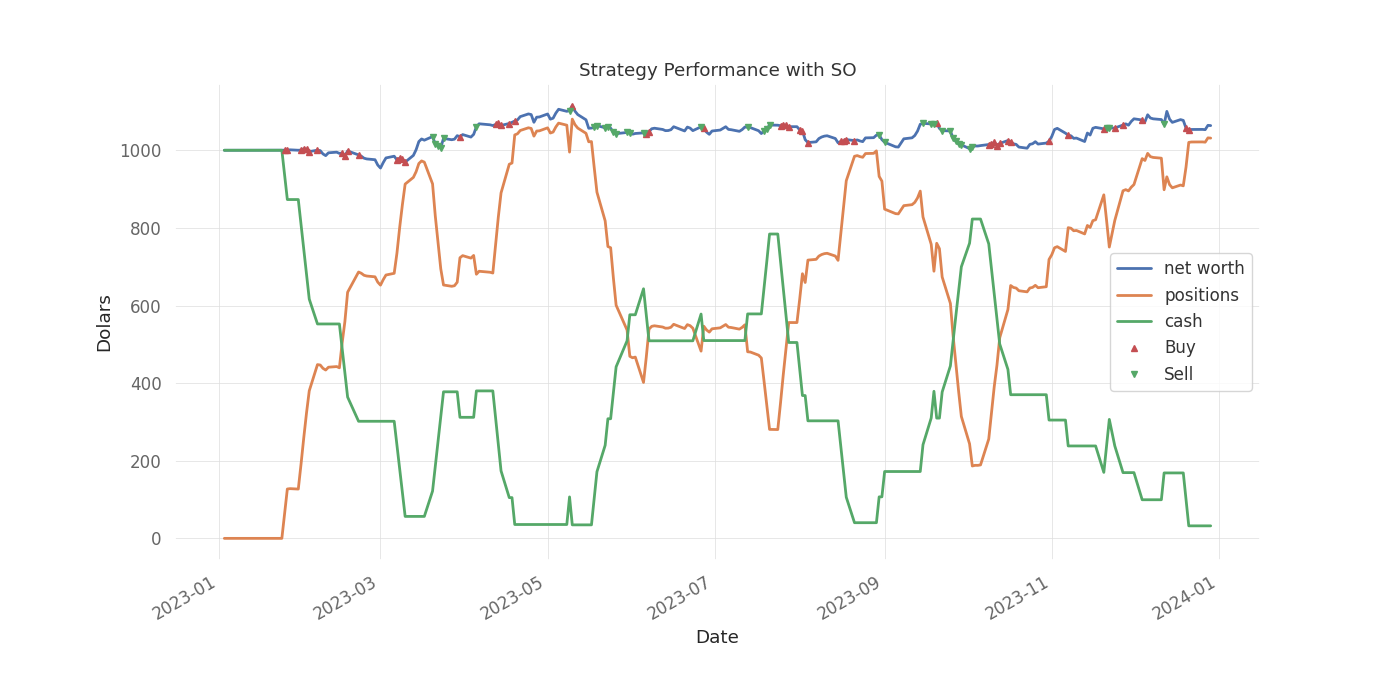 Strategy Performance with SO
Dolars
1000
800
600
400
200
0
net worth
positions
cash
Buy
Sell
2023-01
2023-03
2023-05
2023-07
2023-09
2023-11
2024-01
Date